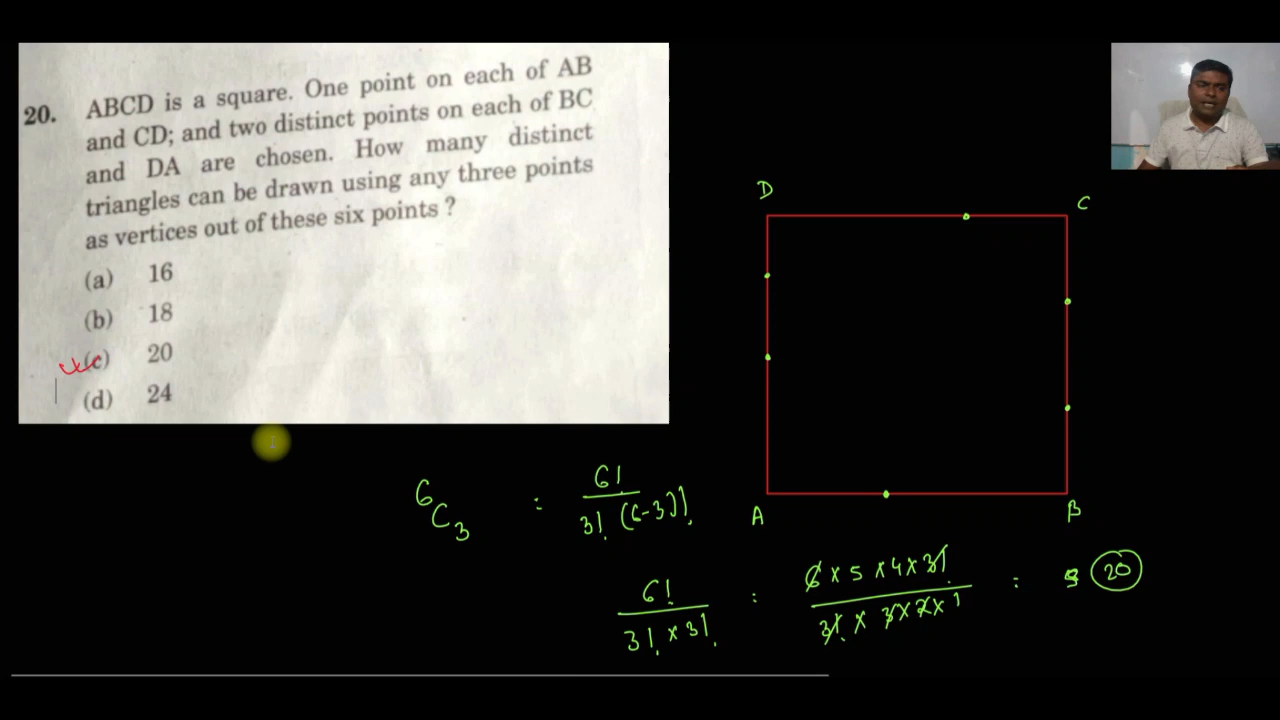 20. ABCD is a square. One point on each of AB
and CD; and two distinct points on each of BC
and DA are chosen. How many distinct
triangles can be drawn using any three points
as vertices out of these six points ?
(a) 16
(b) 18
(c) 20
(d) 24
D
C
A
B
6C3 : 6! / 3! (6-3)!
6! / 3! × 3! : 6 × 5 × 4 × 3! / 3! × 3 × 2 × 1 : 20